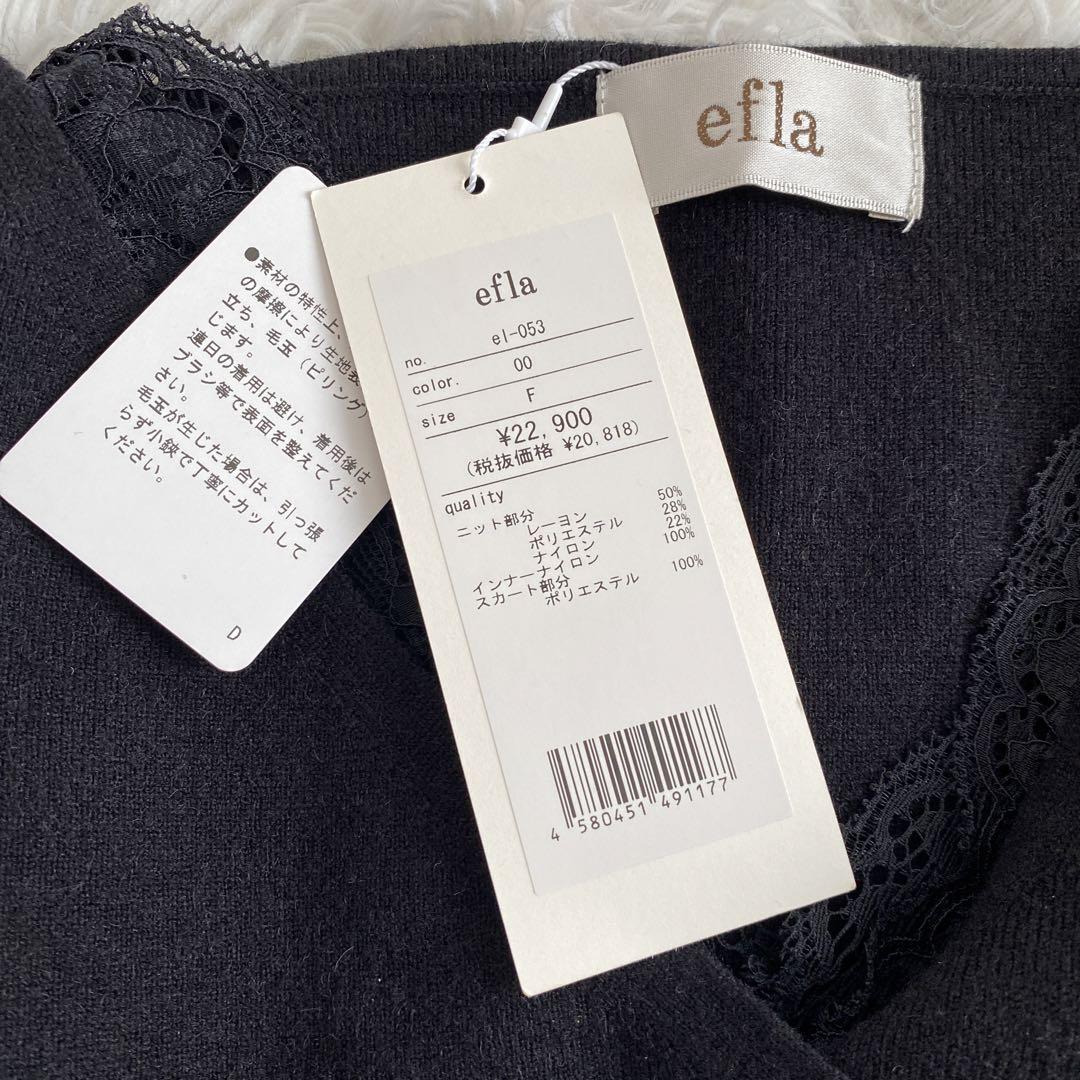 efla
efla
no. el-053
color. 00
size F
¥22,900
(税抜価格 ¥20,818)
quality
ニット部分
レーヨン 50%
ポリエステル 28%
ナイロン 22%
インナーナイロン 100%
スカート部分
ポリエステル 100%
4 580451 491177
●素材の特性上、
の摩擦により生地表
立ち、毛玉(ピリング)
じます。
連日の着用は避け、着用後は
ブラシ等で表面を整えてくだ
さい。
毛玉が生じた場合は、引っ張
らず小鋏で丁寧にカットして
ください。
D